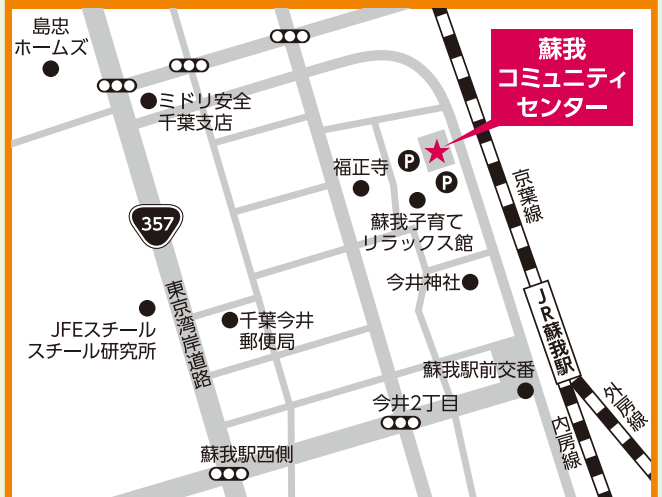 島忠
ホームズ
蘇我
コミュニティ
センター
ミドリ安全
千葉支店
福正寺
P
P
京葉線
蘇我子育て
リラックス館
357
今井神社
東京湾岸道路
JR蘇我駅
千葉今井
郵便局
JFEスチール
スチール研究所
蘇我駅前交番
今井2丁目
外房線
内房線
蘇我駅西側